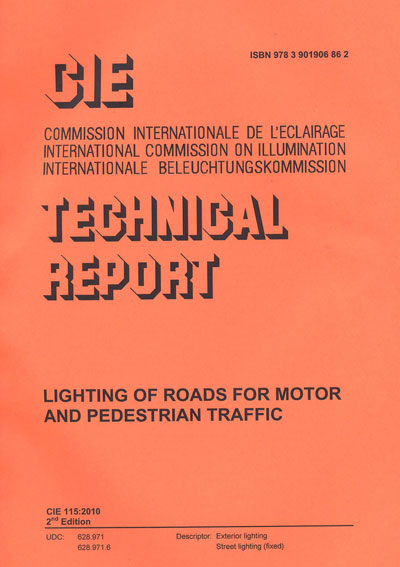 ISBN 978 3 901906 86 2
CIE
COMMISSION INTERNATIONALE DE L'ECLAIRAGE
INTERNATIONAL COMMISSION ON ILLUMINATION
INTERNATIONALE BELEUCHTUNGSKOMMISSION
TECHNICAL
REPORT
LIGHTING OF ROADS FOR MOTOR
AND PEDESTRIAN TRAFFIC
CIE 115:2010
2nd Edition
UDC: 628.971 Descriptor: Exterior lighting
628.971.6 Street lighting (fixed)